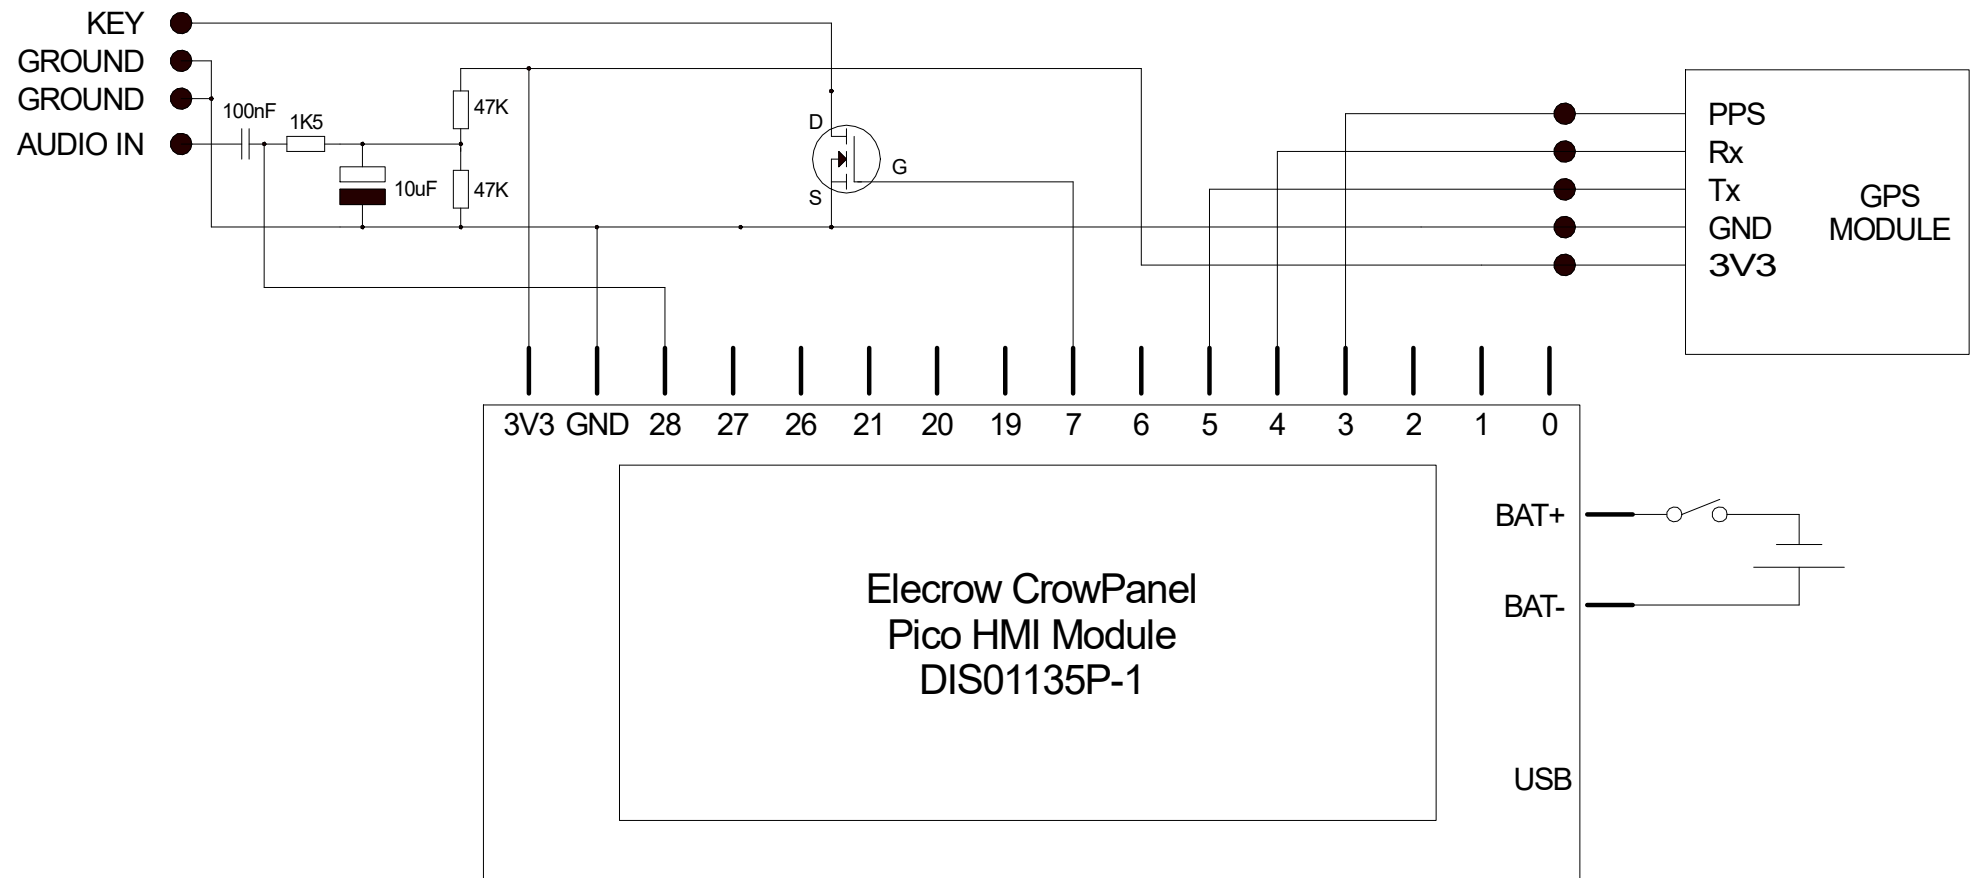 KEY
GROUND
GROUND
AUDIO IN
100nF
1K5
47K
10uF
47K
D
G
S
PPS
Rx
Tx
GND
3V3
GPS
MODULE
3V3 GND 28 27 26 21 20 19 7 6 5 4 3 2 1 0
BAT+
BAT-
USB
Elecrow CrowPanel
Pico HMI Module
DIS01135P-1